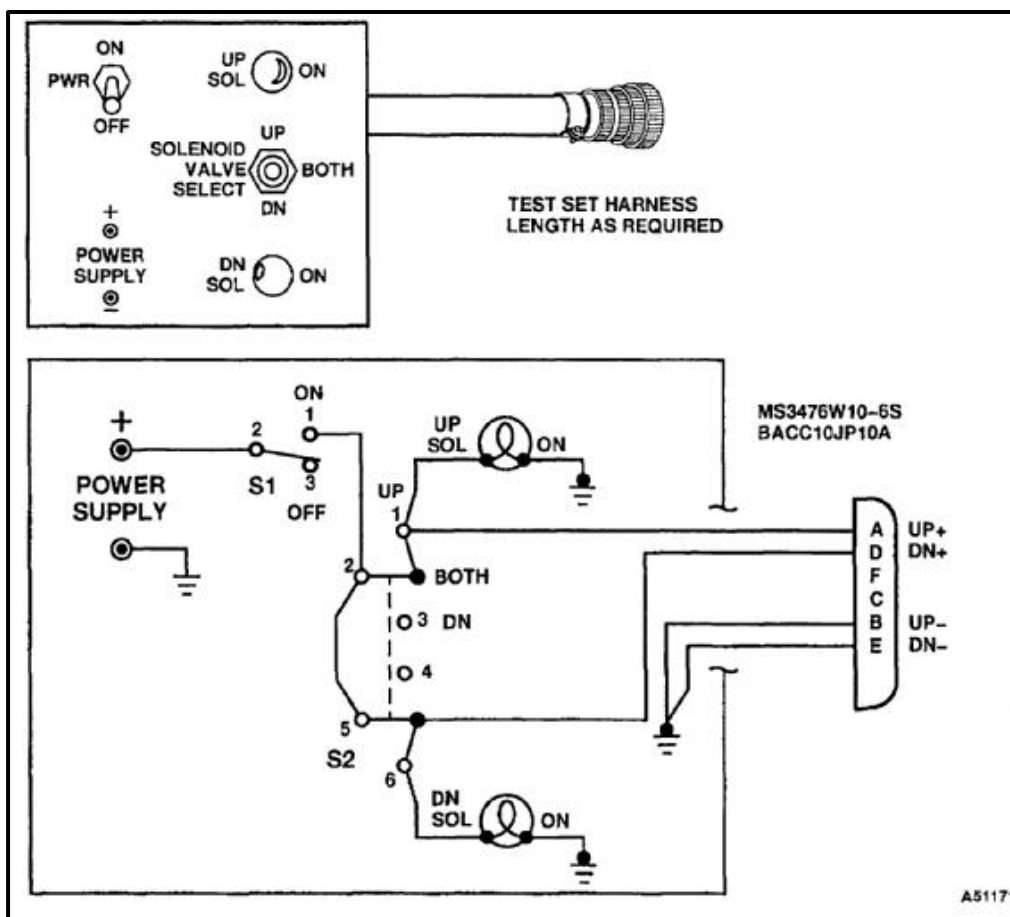 ON
PWR
OFF
UP
SOL
ON
UP
SOLENOID
VALVE
SELECT
BOTH
DN
+
POWER
SUPPLY
−
DN
SOL
ON
TEST SET HARNESS
LENGTH AS REQUIRED
+
POWER
SUPPLY
ON
1
2
S1
3
OFF
UP
SOL
ON
UP
1
2
BOTH
3 DN
4
5
S2
6
DN
SOL
ON
MS3476W10-6S
BACC10JP10A
A UP+
D DN+
F
C
B UP−
E DN−